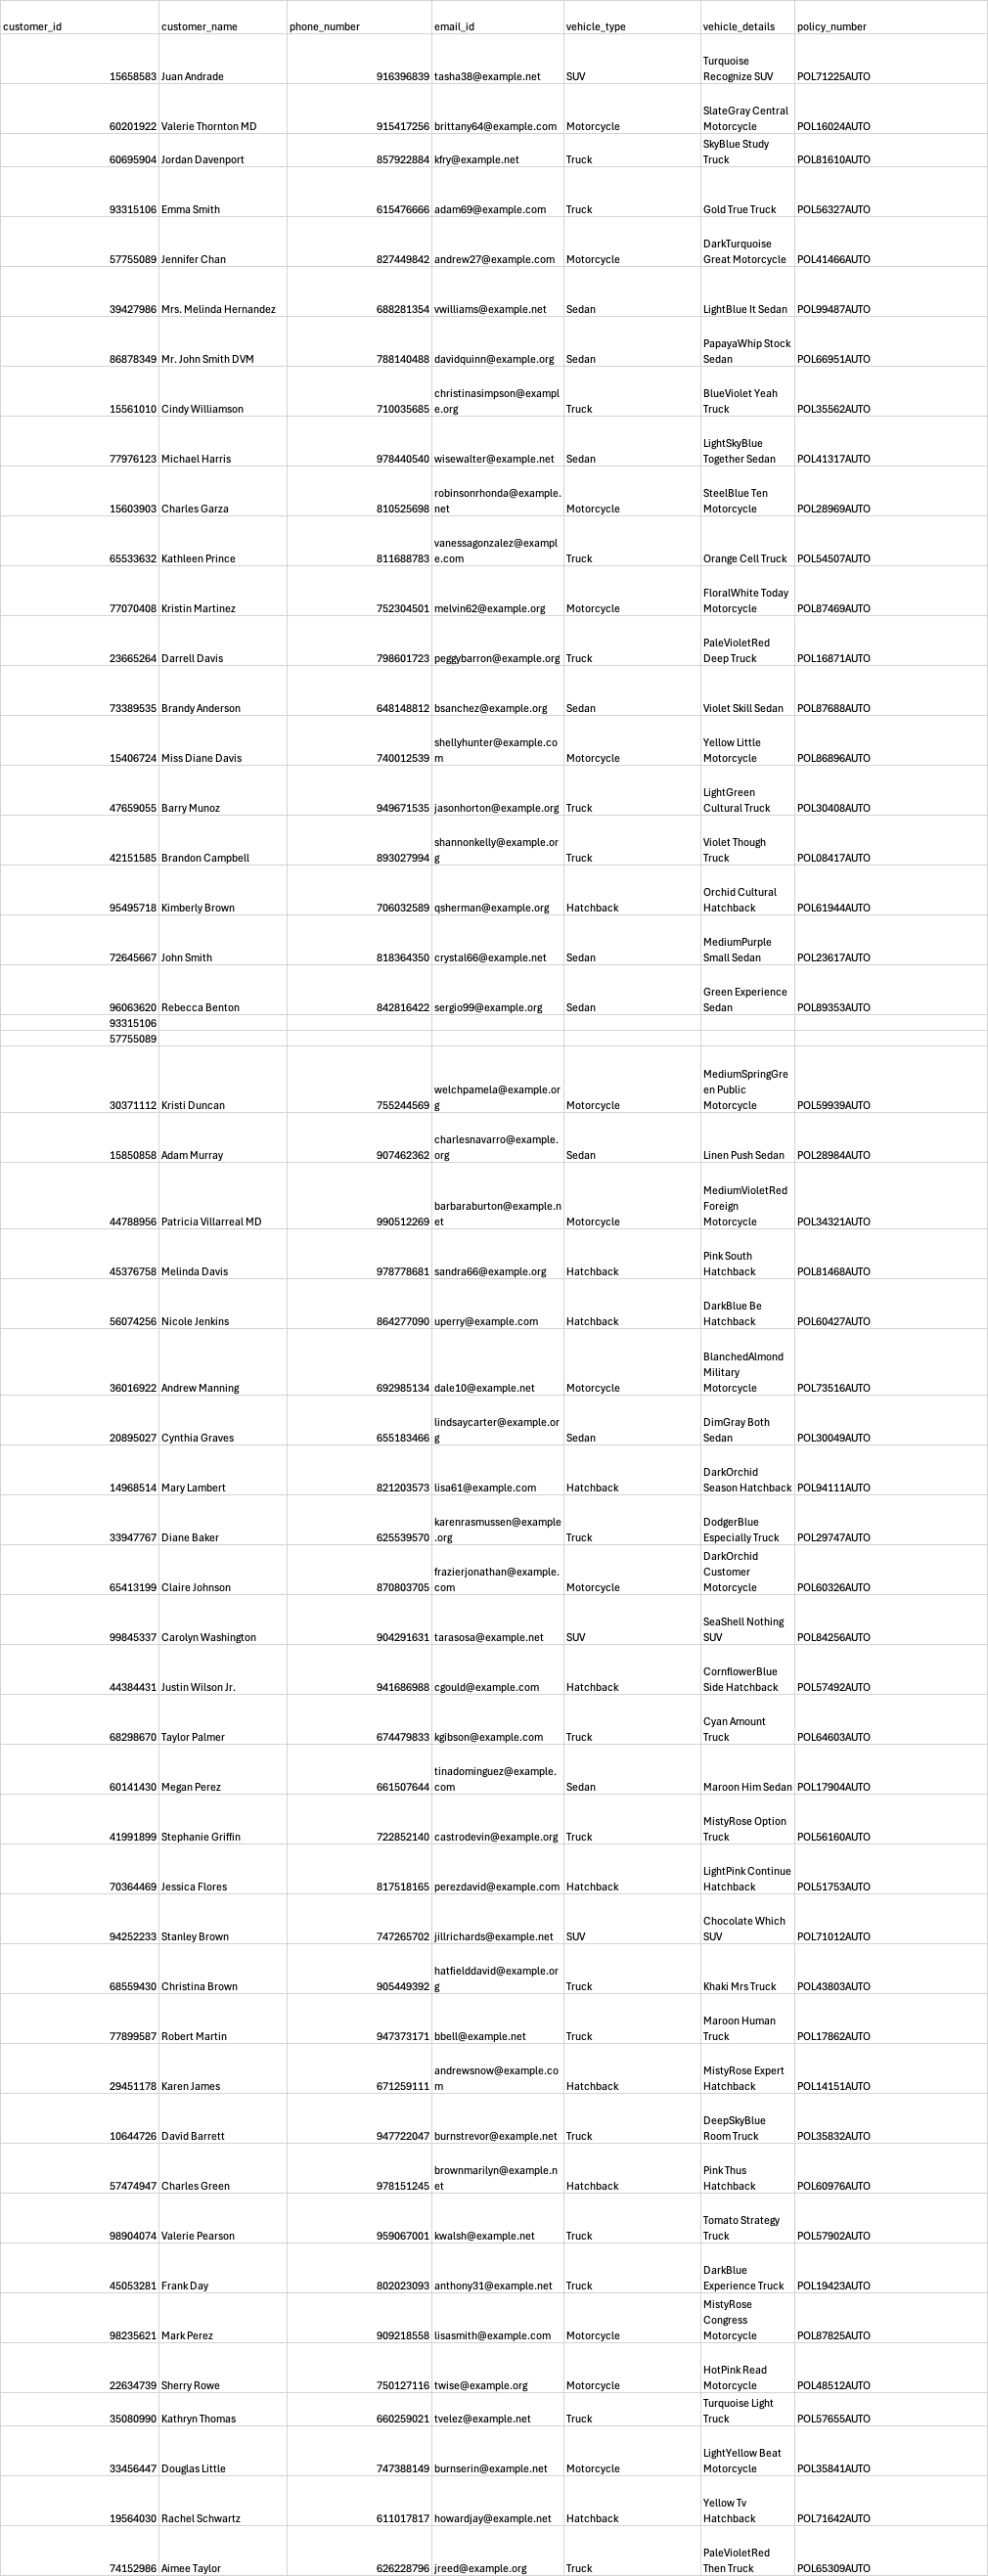 customer_id customer_name phone_number email_id vehicle_type vehicle_details policy_number
Turquoise
15658583 Juan Andrade 916396839 tasha38@example.net SUV Recognize SUV POL71225AUTO
SlateGray Central
60201922 Valerie Thornton MD 915417256 brittany64@example.com Motorcycle Motorcycle POL16024AUTO
SkyBlue Study
60695904 Jordan Davenport 857922884 kfry@example.net Truck Truck POL81610AUTO
93315106 Emma Smith 615476666 adam69@example.com Truck Gold True Truck POL56327AUTO
DarkTurquoise
57755089 Jennifer Chan 827449842 andrew27@example.com Motorcycle Great Motorcycle POL41466AUTO
39427986 Mrs. Melinda Hernandez 688281354 vwilliams@example.net Sedan LightBlue It Sedan POL99487AUTO
PapayaWhip Stock
86878349 Mr. John Smith DVM 788140488 davidquinn@example.org Sedan Sedan POL66951AUTO
christinasimpson@exampl BlueViolet Yeah
15561010 Cindy Williamson 710035685 e.org Truck Truck POL35562AUTO
LightSkyBlue
77976123 Michael Harris 978440540 wisewalter@example.net Sedan Together Sedan POL41317AUTO
robinsonrhonda@example. SteelBlue Ten
15603903 Charles Garza 810525698 net Motorcycle Motorcycle POL28969AUTO
vanessagonzalez@exampl
65533632 Kathleen Prince 811688783 e.com Truck Orange Cell Truck POL54507AUTO
FloralWhite Today
77070408 Kristin Martinez 752304501 melvin62@example.org Motorcycle Motorcycle POL87469AUTO
PaleVioletRed
23665264 Darrell Davis 798601723 peggybarron@example.org Truck Deep Truck POL16871AUTO
73389535 Brandy Anderson 648148812 bsanchez@example.org Sedan Violet Skill Sedan POL87688AUTO
shellyhunter@example.co Yellow Little
15406724 Miss Diane Davis 740012539 m Motorcycle Motorcycle POL86896AUTO
LightGreen
47659055 Barry Munoz 949671535 jasonhorton@example.org Truck Cultural Truck POL30408AUTO
shannonkelly@example.or Violet Though
42151585 Brandon Campbell 893027994 g Truck Truck POL08417AUTO
Orchid Cultural
95495718 Kimberly Brown 706032589 qsherman@example.org Hatchback Hatchback POL61944AUTO
MediumPurple
72645667 John Smith 818364350 crystal66@example.net Sedan Small Sedan POL23617AUTO
Green Experience
96063620 Rebecca Benton 842816422 sergio99@example.org Sedan Sedan POL89353AUTO
93315106
57755089
MediumSpringGre
welchpamela@example.or en Public
30371112 Kristi Duncan 755244569 g Motorcycle Motorcycle POL59939AUTO
charlesnavarro@example.
15850858 Adam Murray 907462362 org Sedan Linen Push Sedan POL28984AUTO
MediumVioletRed
barbaraburton@example.n Foreign
44788956 Patricia Villarreal MD 990512269 et Motorcycle Motorcycle POL34321AUTO
Pink South
45376758 Melinda Davis 978778681 sandra66@example.org Hatchback Hatchback POL81468AUTO
DarkBlue Be
56074256 Nicole Jenkins 864277090 uperry@example.com Hatchback Hatchback POL60427AUTO
BlanchedAlmond
Military
36016922 Andrew Manning 692985134 dale10@example.net Motorcycle Motorcycle POL73516AUTO
lindsaycarter@example.or DimGray Both
20895027 Cynthia Graves 655183466 g Sedan Sedan POL30049AUTO
DarkOrchid
14968514 Mary Lambert 821203573 lisa61@example.com Hatchback Season Hatchback POL94111AUTO
karenrasmussen@example DodgerBlue
33947767 Diane Baker 625539570 .org Truck Especially Truck POL29747AUTO
DarkOrchid
frazierjonathan@example. Customer
65413199 Claire Johnson 870803705 com Motorcycle Motorcycle POL60326AUTO
SeaShell Nothing
99845337 Carolyn Washington 904291631 tarasosa@example.net SUV SUV POL84256AUTO
CornflowerBlue
44384431 Justin Wilson Jr. 941686988 cgould@example.com Hatchback Side Hatchback POL57492AUTO
Cyan Amount
68298670 Taylor Palmer 674479833 kgibson@example.com Truck Truck POL64603AUTO
tinadominguez@example.
60141430 Megan Perez 661507644 com Sedan Maroon Him Sedan POL17904AUTO
MistyRose Option
41991899 Stephanie Griffin 722852140 castrodevin@example.org Truck Truck POL56160AUTO
LightPink Continue
70364469 Jessica Flores 817518165 perezdavid@example.com Hatchback Hatchback POL51753AUTO
Chocolate Which
94252233 Stanley Brown 747265702 jillrichards@example.net SUV SUV POL71012AUTO
hatfielddavid@example.or
68559430 Christina Brown 905449392 g Truck Khaki Mrs Truck POL43803AUTO
Maroon Human
77899587 Robert Martin 947373171 bbell@example.net Truck Truck POL17862AUTO
andrewsnow@example.co MistyRose Expert
29451178 Karen James 671259111 m Hatchback Hatchback POL14151AUTO
DeepSkyBlue
10644726 David Barrett 947722047 burnstrevor@example.net Truck Room Truck POL35832AUTO
brownmarilyn@example.n Pink Thus
57474947 Charles Green 978151245 et Hatchback Hatchback POL60976AUTO
Tomato Strategy
98904074 Valerie Pearson 959067001 kwalsh@example.net Truck Truck POL57902AUTO
DarkBlue
45053281 Frank Day 802023093 anthony31@example.net Truck Experience Truck POL19423AUTO
MistyRose
Congress
98235621 Mark Perez 909218558 lisasmith@example.com Motorcycle Motorcycle POL87825AUTO
HotPink Read
22634739 Sherry Rowe 750127116 twise@example.org Motorcycle Motorcycle POL48512AUTO
Turquoise Light
35080990 Kathryn Thomas 660259021 tvelez@example.net Truck Truck POL57655AUTO
LightYellow Beat
33456447 Douglas Little 747388149 burnserin@example.net Motorcycle Motorcycle POL35841AUTO
Yellow Tv
19564030 Rachel Schwartz 611017817 howardjay@example.net Hatchback Hatchback POL71642AUTO
PaleVioletRed
74152986 Aimee Taylor 626228796 jreed@example.org Truck Then Truck POL65309AUTO